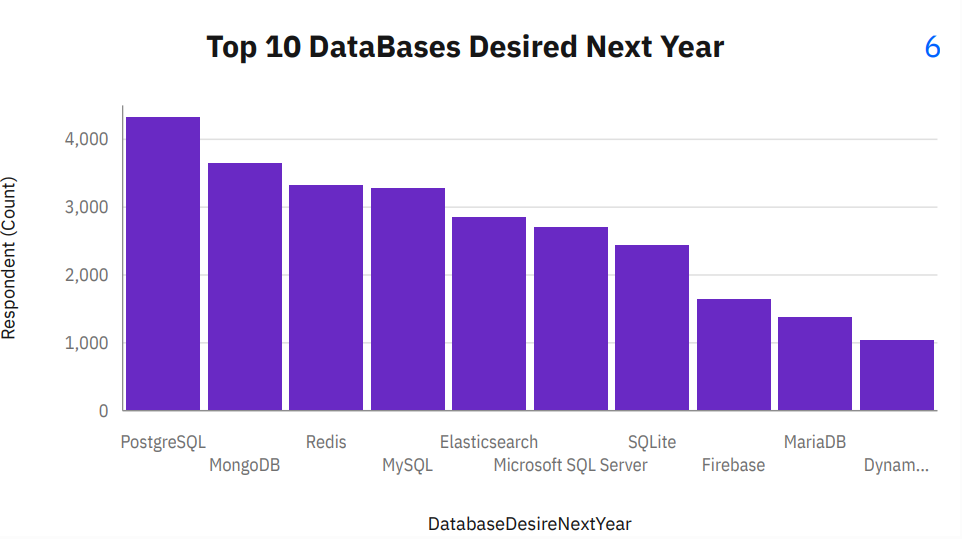 Top 10 DataBases Desired Next Year
6
Respondent (Count)
4,000
3,000
2,000
1,000
0
PostgreSQL
MongoDB
Redis
MySQL
Elasticsearch
Microsoft SQL Server
SQLite
Firebase
MariaDB
Dynam...
DatabaseDesireNextYear